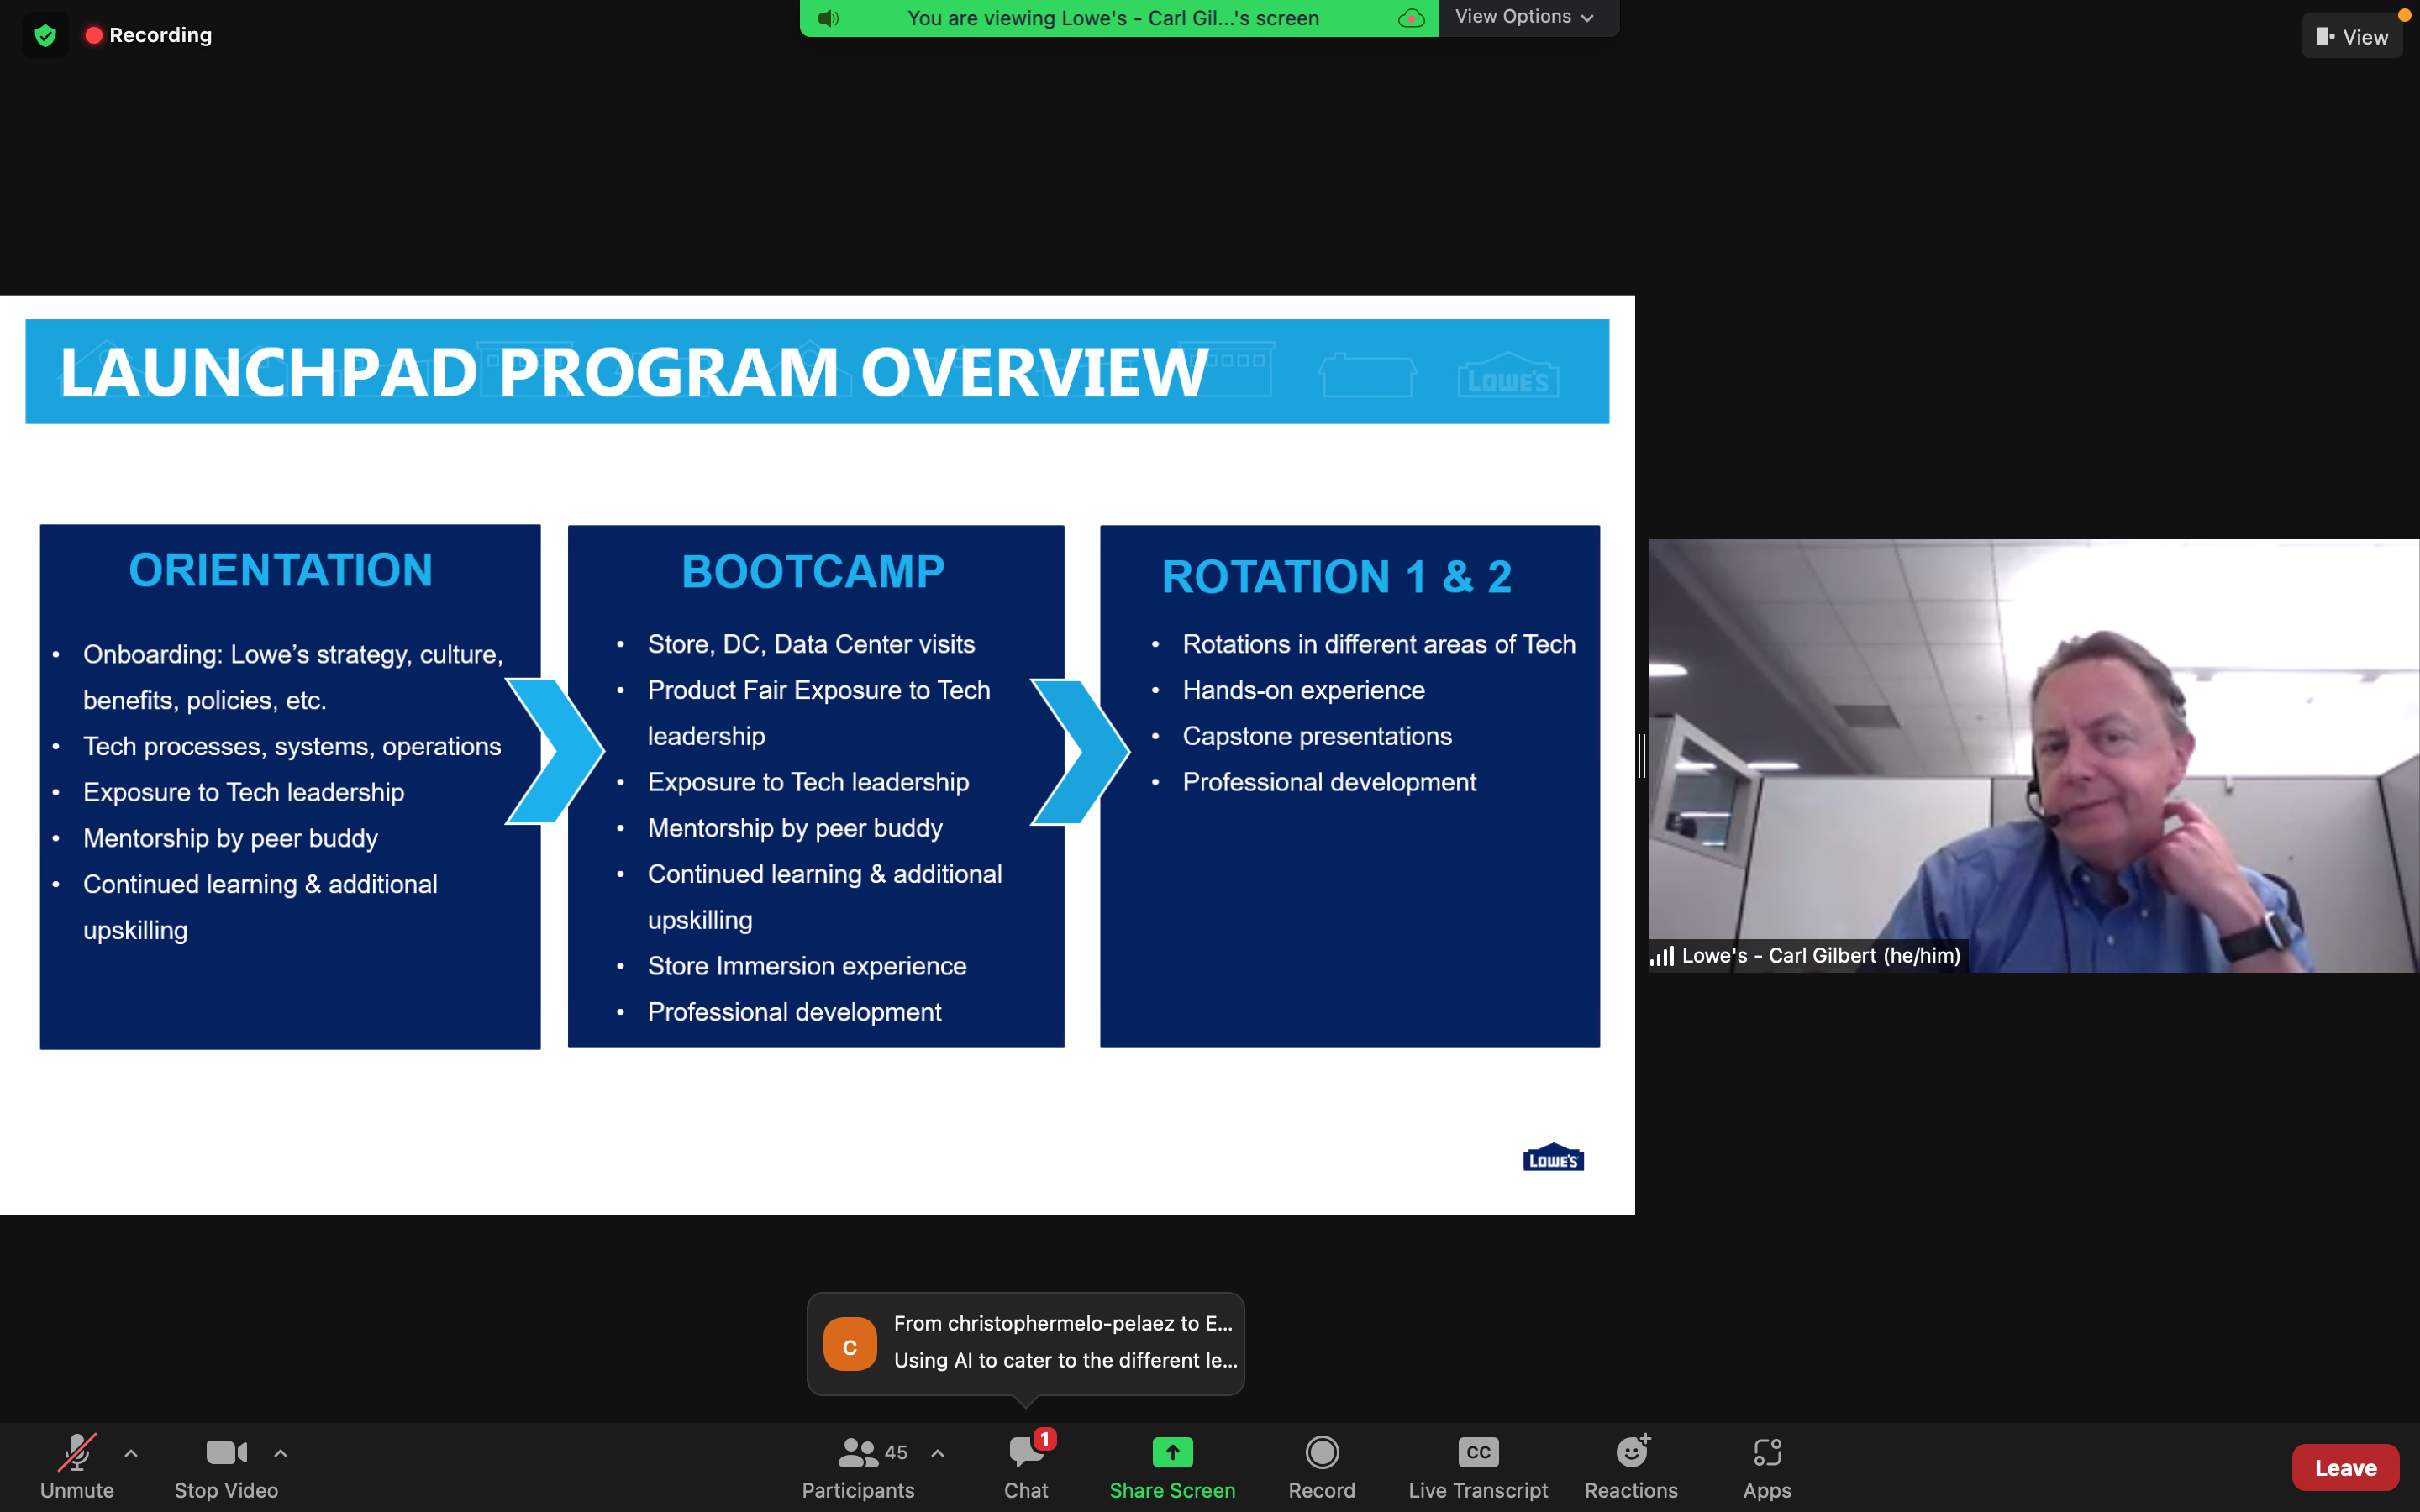 Recording
You are viewing Lowe's - Carl Gil...'s screen
View Options
View
LAUNCHPAD PROGRAM OVERVIEW
LOWE'S
ORIENTATION
• Onboarding: Lowe’s strategy, culture,
benefits, policies, etc.
• Tech processes, systems, operations
• Exposure to Tech leadership
• Mentorship by peer buddy
• Continued learning & additional
upskilling
BOOTCAMP
• Store, DC, Data Center visits
• Product Fair Exposure to Tech
leadership
• Exposure to Tech leadership
• Mentorship by peer buddy
• Continued learning & additional
upskilling
• Store Immersion experience
• Professional development
ROTATION 1 & 2
• Rotations in different areas of Tech
• Hands-on experience
• Capstone presentations
• Professional development
LOWE'S
Lowe's - Carl Gilbert (he/him)
C
From christophermelo-pelaez to E...
Using AI to cater to the different le...
Unmute
Stop Video
45
Participants
1
Chat
Share Screen
Record
CC
Live Transcript
Reactions
Apps
Leave